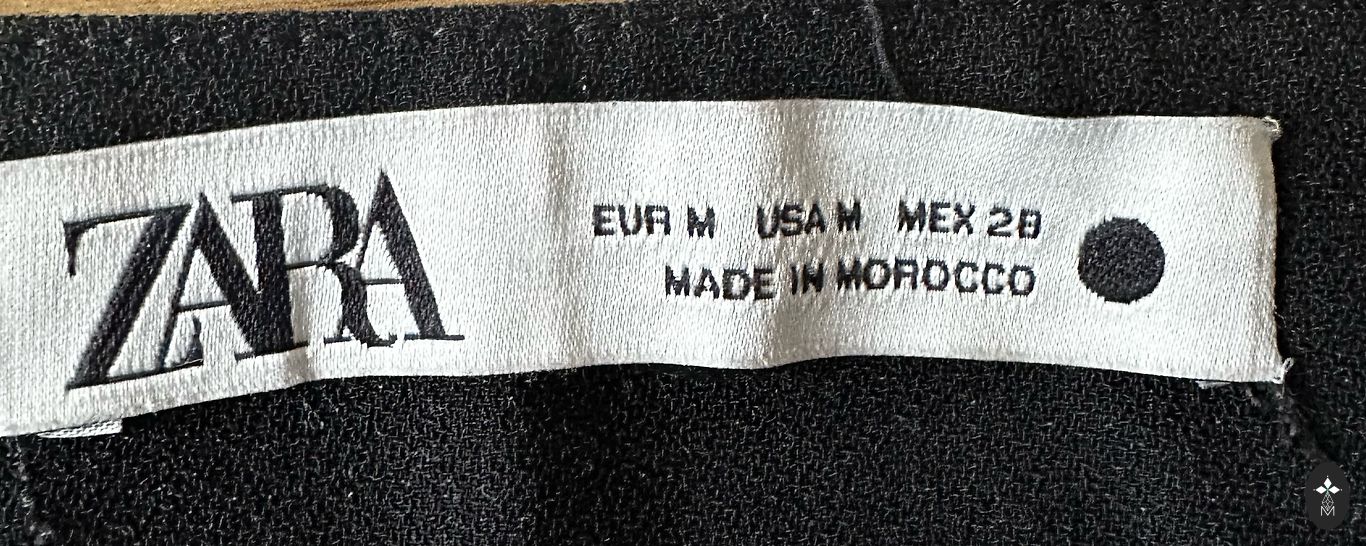 ZARA
EUR M USA M MEX 28
MADE IN MOROCCO
M